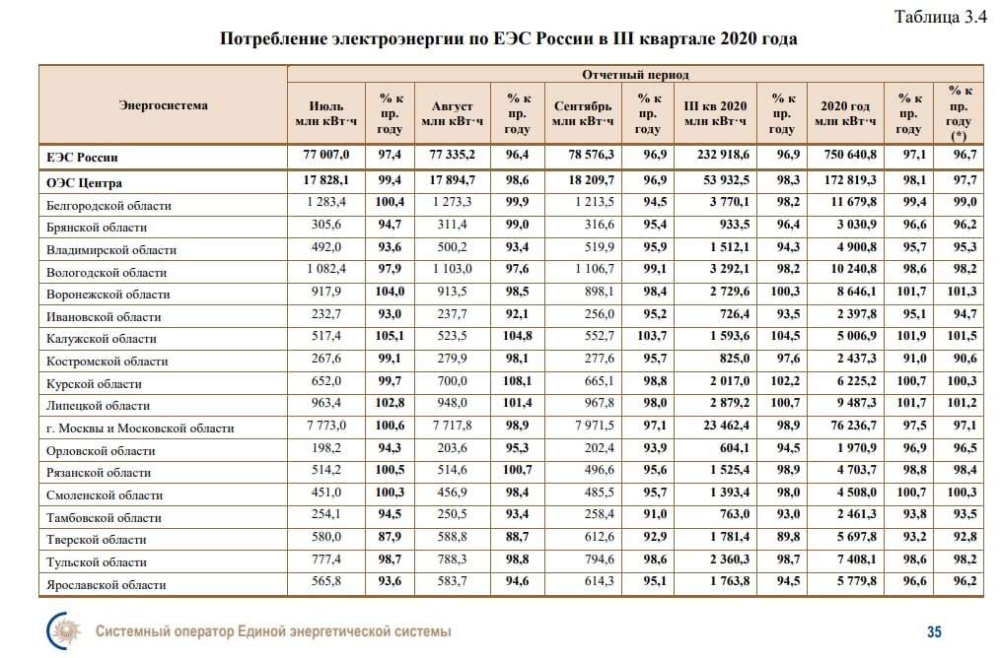 Таблица 3.4
Потребление электроэнергии по ЕЭС России в III квартале 2020 года
Энергосистема
Отчетный период
Июль млн кВт·ч % к пр. году Август млн кВт·ч % к пр. году Сентябрь млн кВт·ч % к пр. году III кв 2020 млн кВт·ч % к пр. году 2020 год млн кВт·ч % к пр. году % к пр. году (*)
ЕЭС России 77 007,0 97,4 77 335,2 96,4 78 576,3 96,9 232 918,6 96,9 750 640,8 97,1 96,7
ОЭС Центра 17 828,1 99,4 17 894,7 98,6 18 209,7 96,9 53 932,5 98,3 172 819,3 98,1 97,7
Белгородской области 1 283,4 100,4 1 273,3 99,9 1 213,5 94,5 3 770,1 98,2 11 679,8 99,4 99,0
Брянской области 305,6 94,7 311,4 99,0 316,6 95,4 933,5 96,4 3 030,9 96,6 96,2
Владимирской области 492,0 93,6 500,2 93,4 519,9 95,9 1 512,1 94,3 4 900,8 95,7 95,3
Вологодской области 1 082,4 97,9 1 103,0 97,6 1 106,7 99,1 3 292,1 98,2 10 240,8 98,6 98,2
Воронежской области 917,9 104,0 913,5 98,5 898,1 98,4 2 729,6 100,3 8 646,1 101,7 101,3
Ивановской области 232,7 93,0 237,7 92,1 256,0 95,2 726,4 93,5 2 397,8 95,1 94,7
Калужской области 517,4 105,1 523,5 104,8 552,7 103,7 1 593,6 104,5 5 006,9 101,9 101,5
Костромской области 267,6 99,1 279,9 98,1 277,6 95,7 825,0 97,6 2 437,3 91,0 90,6
Курской области 652,0 99,7 700,0 108,1 665,1 98,8 2 017,0 102,2 6 225,2 100,7 100,3
Липецкой области 963,4 102,8 948,0 101,4 967,8 98,0 2 879,2 100,7 9 487,3 101,7 101,2
г. Москвы и Московской области 7 773,0 100,6 7 717,8 98,9 7 971,5 97,1 23 462,4 98,9 76 236,7 97,5 97,1
Орловской области 198,2 94,3 203,6 95,3 202,4 93,9 604,1 94,5 1 970,9 96,9 96,5
Рязанской области 514,2 100,5 514,6 100,7 496,6 95,6 1 525,4 98,9 4 703,7 98,8 98,4
Смоленской области 451,0 100,3 456,9 98,4 485,5 95,7 1 393,4 98,0 4 508,0 100,7 100,3
Тамбовской области 254,1 94,5 250,5 93,4 258,4 91,0 763,0 93,0 2 461,3 93,8 93,5
Тверской области 580,0 87,9 588,8 88,7 612,6 92,9 1 781,4 89,8 5 697,8 93,2 92,8
Тульской области 777,4 98,7 788,3 98,8 794,6 98,6 2 360,3 98,7 7 408,1 98,6 98,2
Ярославской области 565,8 93,6 583,7 94,6 614,3 95,1 1 763,8 94,5 5 779,8 96,6 96,2
Системный оператор Единой энергетической системы
35